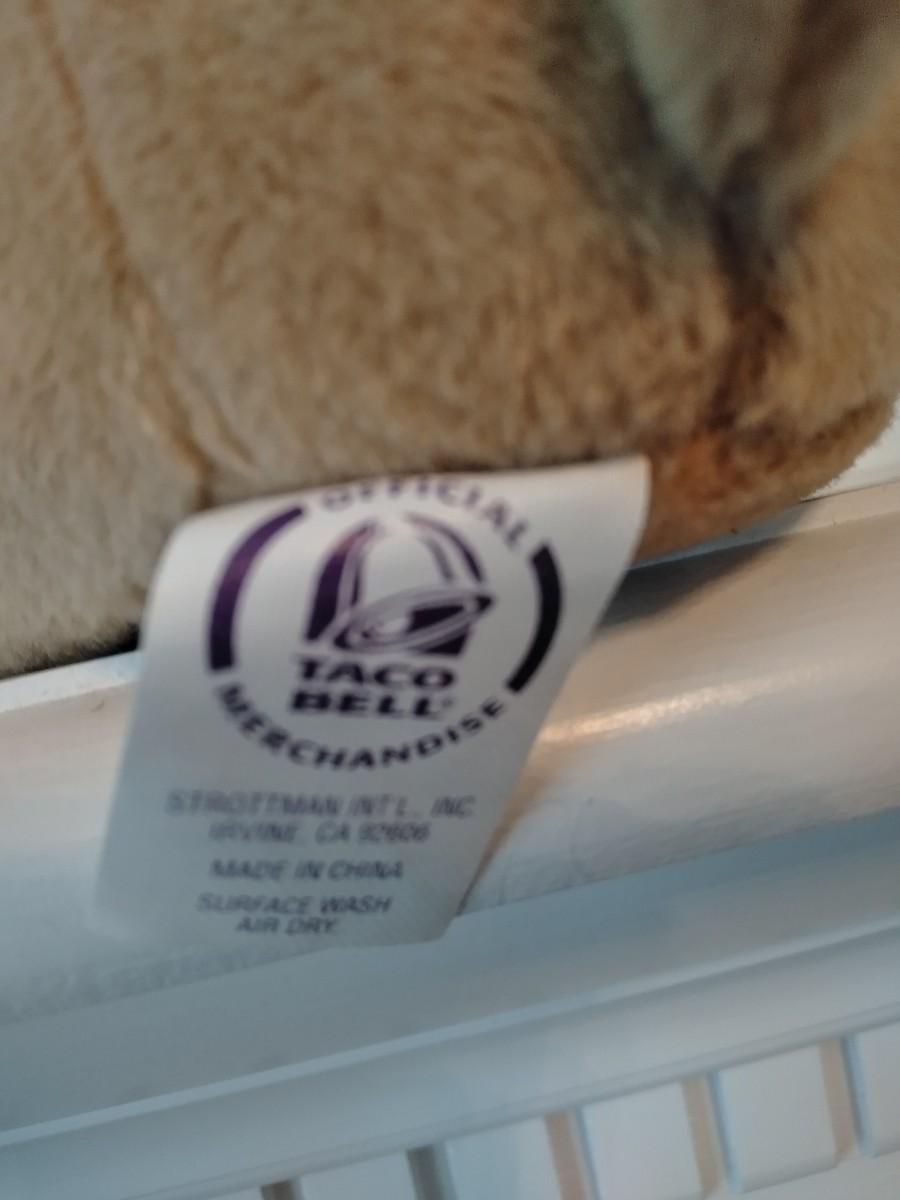 OFFICIAL
TACO
BELL
MERCHANDISE
STROTTMAN INT'L., INC.
IRVINE, CA 92606
MADE IN CHINA
SURFACE WASH
AIR DRY